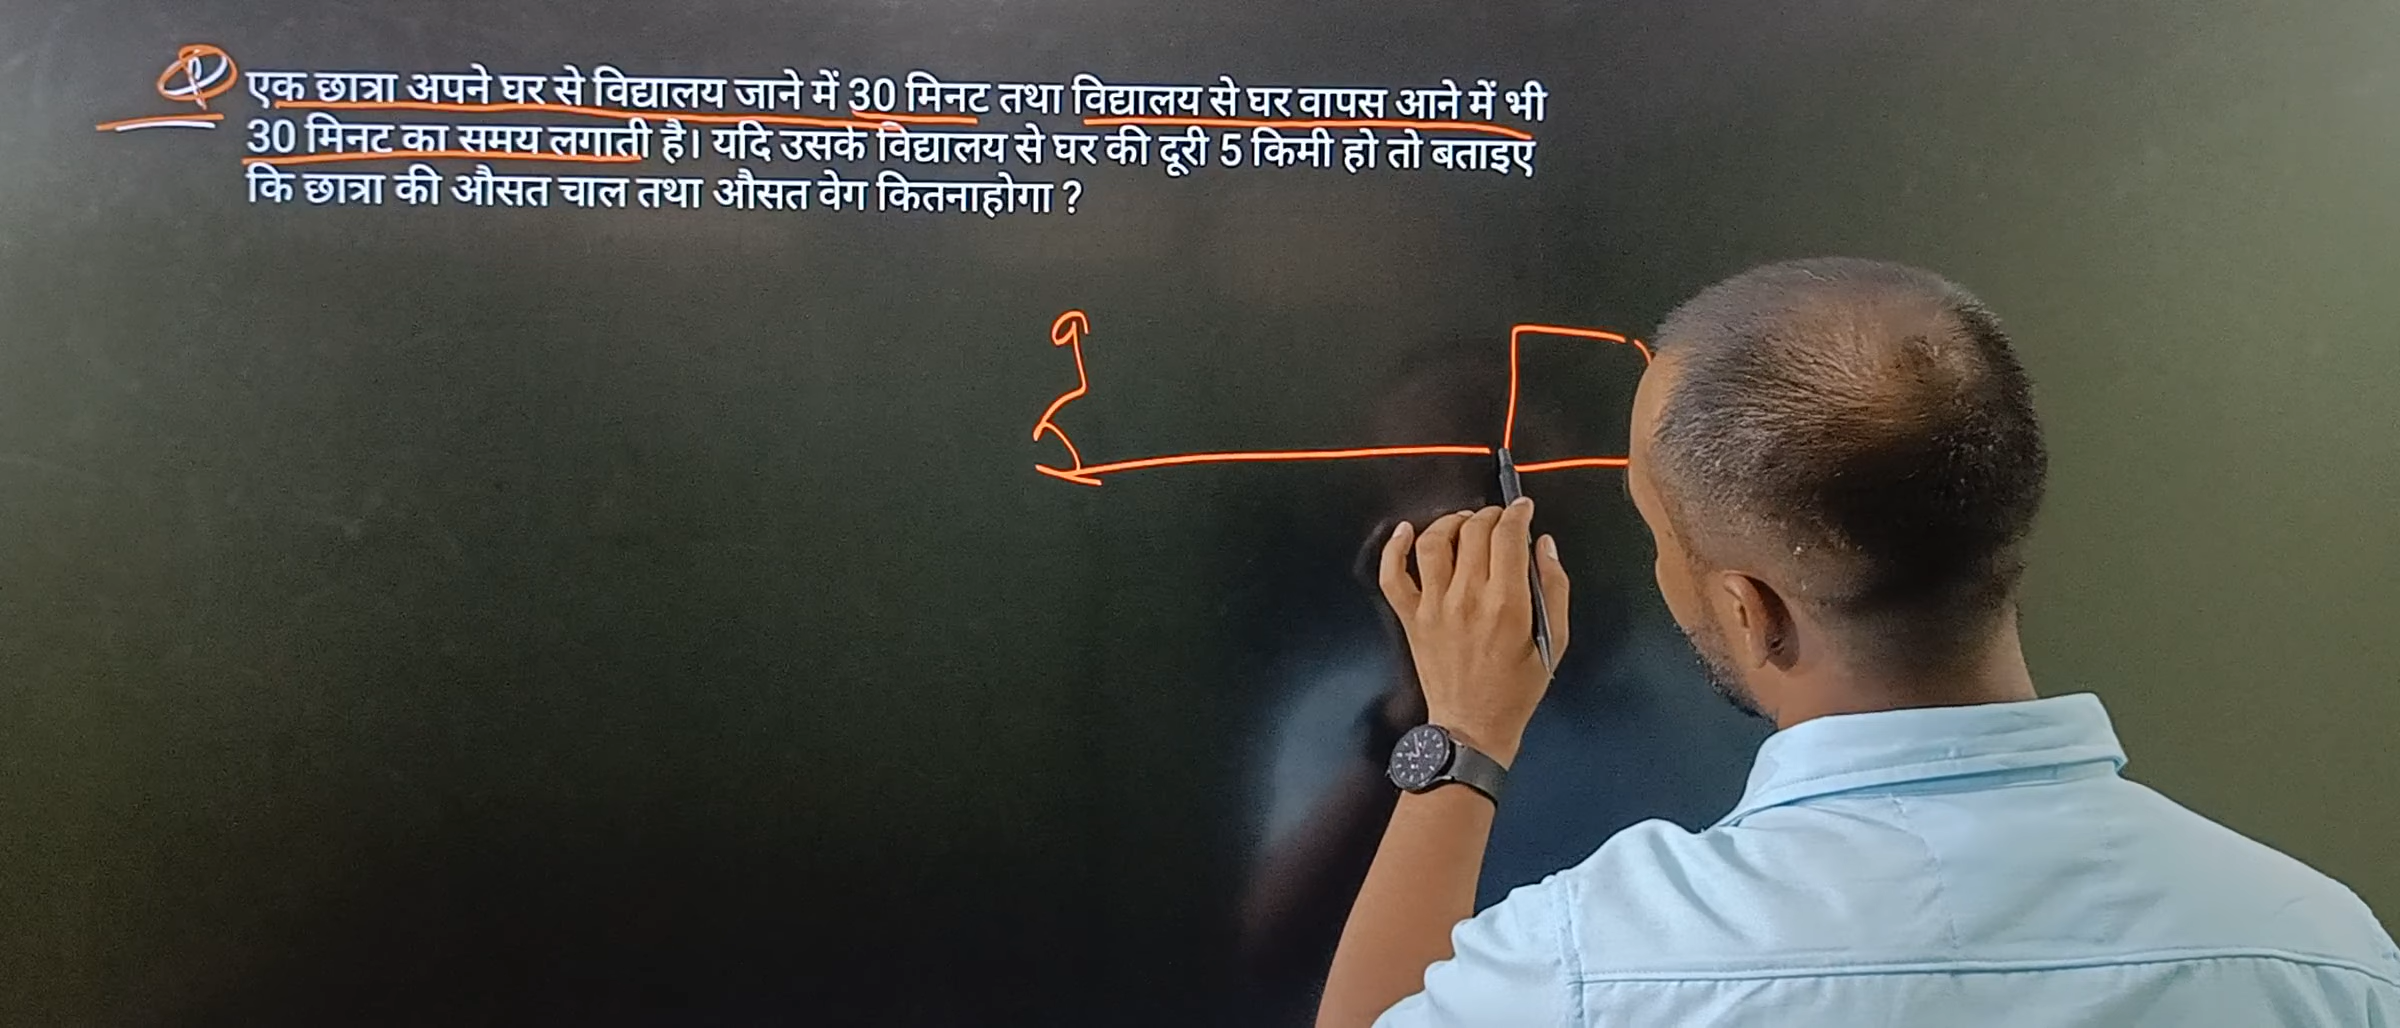 Q एक छात्रा अपने घर से विद्यालय जाने में 30 मिनट तथा विद्यालय से घर वापस आने में भी
30 मिनट का समय लगाती है। यदि उसके विद्यालय से घर की दूरी 5 किमी हो तो बताइए
कि छात्रा की औसत चाल तथा औसत वेग कितनाहोगा ?